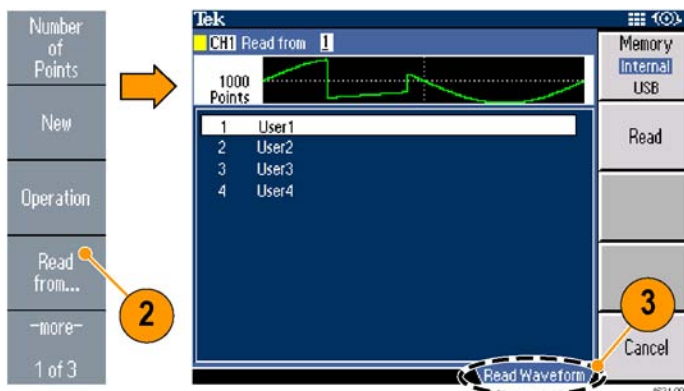 Number
of
Points
New
Operation
Read
from...
-more-
1 of 3
2
Tek
CH1 Read from 1
1000
Points
1 User1
2 User2
3 User3
4 User4
Read Waveform
Memory
Internal
USB
Read
Cancel
3